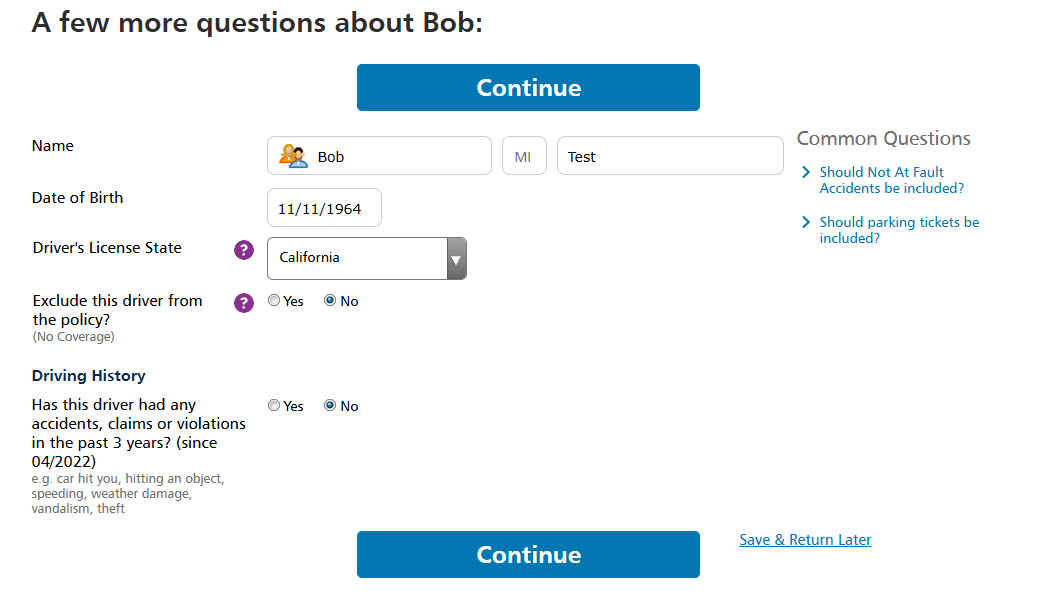 A few more questions about Bob:
Continue
Name
Bob
MI
Test
Common Questions
Should Not At Fault
Accidents be included?
Should parking tickets be
included?
Date of Birth
11/11/1964
Driver's License State
?
California
Exclude this driver from
the policy?
(No Coverage)
?
Yes
No
Driving History
Has this driver had any
accidents, claims or violations
in the past 3 years? (since
04/2022)
e.g. car hit you, hitting an object,
speeding, weather damage,
vandalism, theft
Yes
No
Continue
Save & Return Later